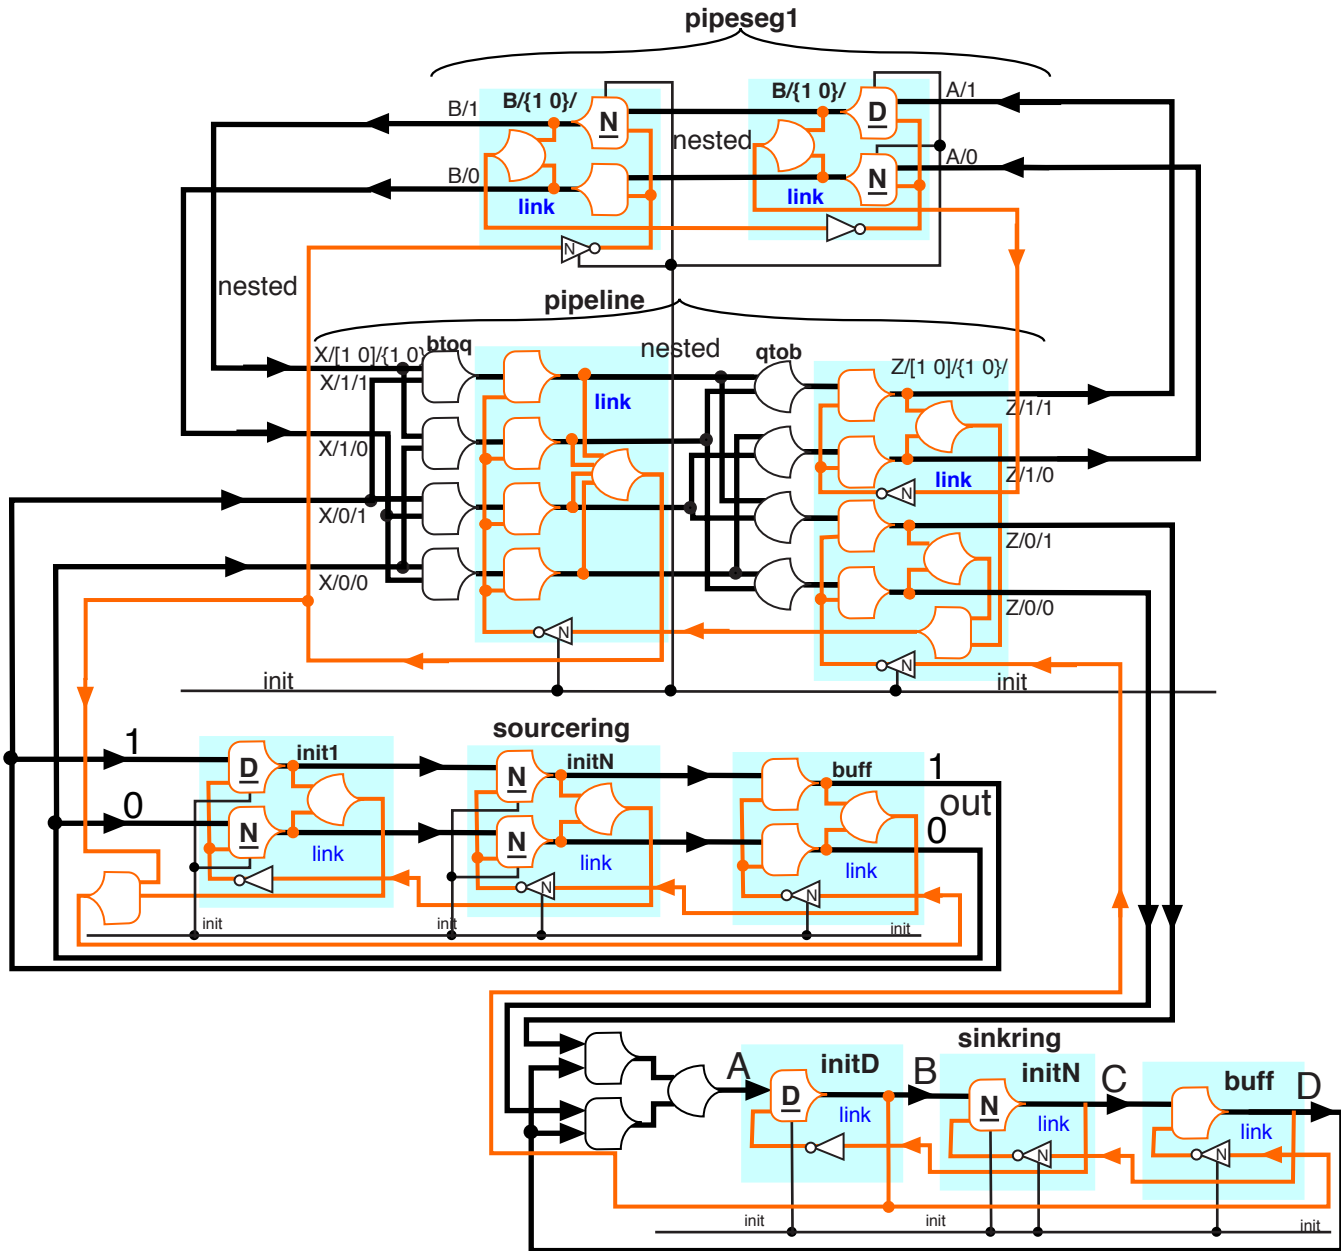 pipeseg1
B/1
B/{1 0}/
N
B/{1 0}/
D
A/1
nested
N
A/0
B/0
link
link
N
nested
pipeline
X/[1 0]/{1 0}
btoq
nested
qtob
Z/[1 0]/{1 0}/
X/1/1
link
Z/1/1
X/1/0
link
Z/1/0
N
X/0/1
Z/0/1
X/0/0
Z/0/0
N
N
init
init
sourcering
1
D
init1
N
initN
buff
1
out
0
N
N
0
link
link
link
N
N
init
init
init
sinkring
A
D
initD
B
N
initN
C
buff
D
link
link
link
N
N
init
init
init